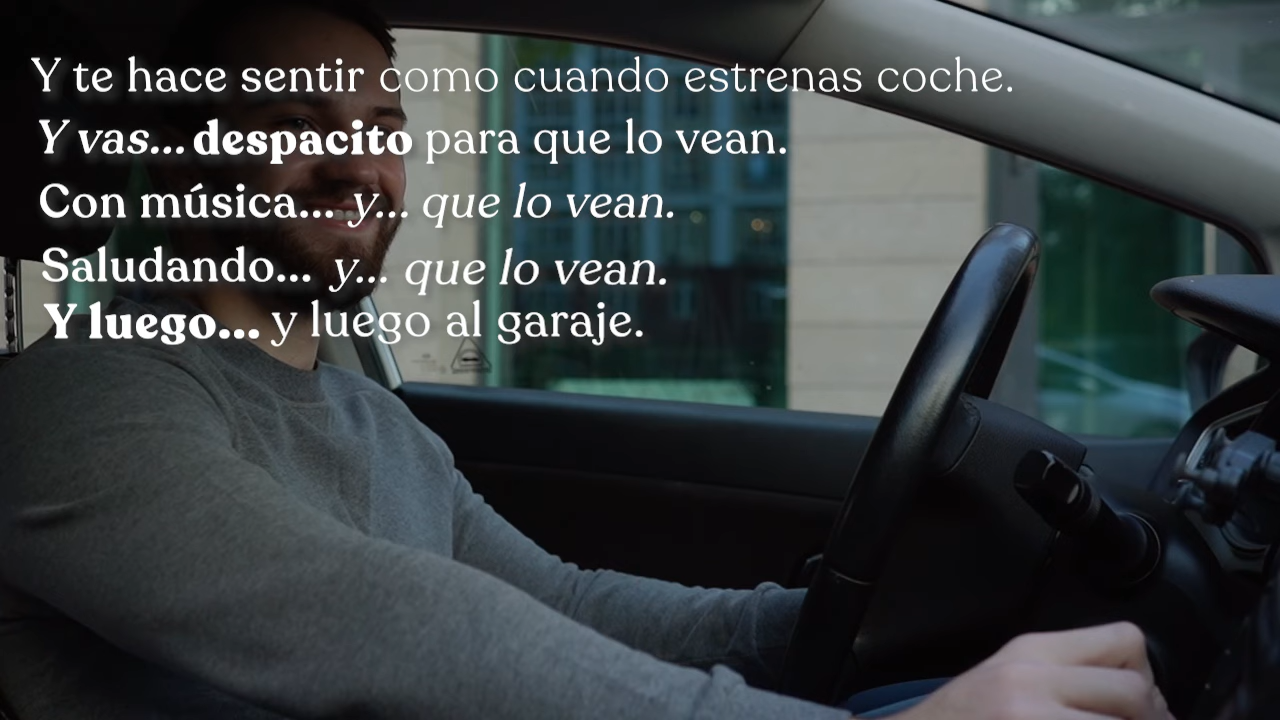 Y te hace sentir como cuando estrenas coche.
Y vas... despacito para que lo vean.
Con música... y... que lo vean.
Saludando... y... que lo vean.
Y luego... y luego al garaje.